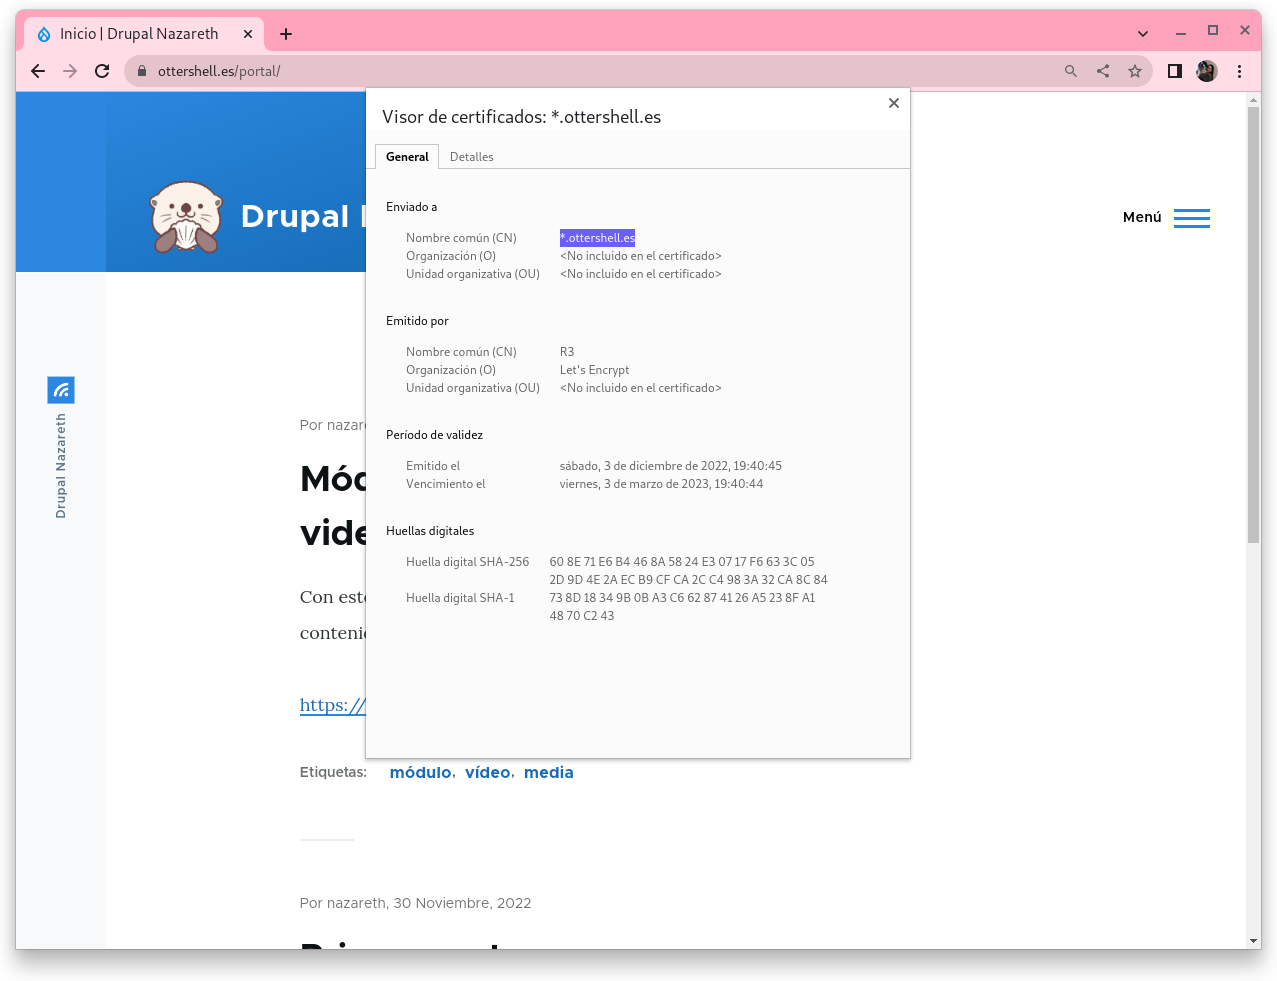 Inicio | Drupal Nazareth
ottershell.es/portal/
Visor de certificados: *.ottershell.es
General Detalles
Enviado a
Nombre común (CN) *.ottershell.es
Organización (O) <No incluido en el certificado>
Unidad organizativa (OU) <No incluido en el certificado>
Emitido por
Nombre común (CN) R3
Organización (O) Let's Encrypt
Unidad organizativa (OU) <No incluido en el certificado>
Período de validez
Emitido el sábado, 3 de diciembre de 2022, 19:40:45
Vencimiento el viernes, 3 de marzo de 2023, 19:40:44
Huellas digitales
Huella digital SHA-256 60 8E 71 E6 B4 46 8A 58 24 E3 07 17 F6 63 3C 05
2D 9D 4E 2A EC B9 CF CA 2C C4 98 3A 32 CA 8C 84
Huella digital SHA-1 73 8D 18 34 9B 0B A3 C6 62 87 41 26 A5 23 8F A1
48 70 C2 43
Drupal
Menú
Drupal Nazareth
Por
Con
https://
Etiquetas: módulo, vídeo, media
Por nazareth, 30 Noviembre, 2022